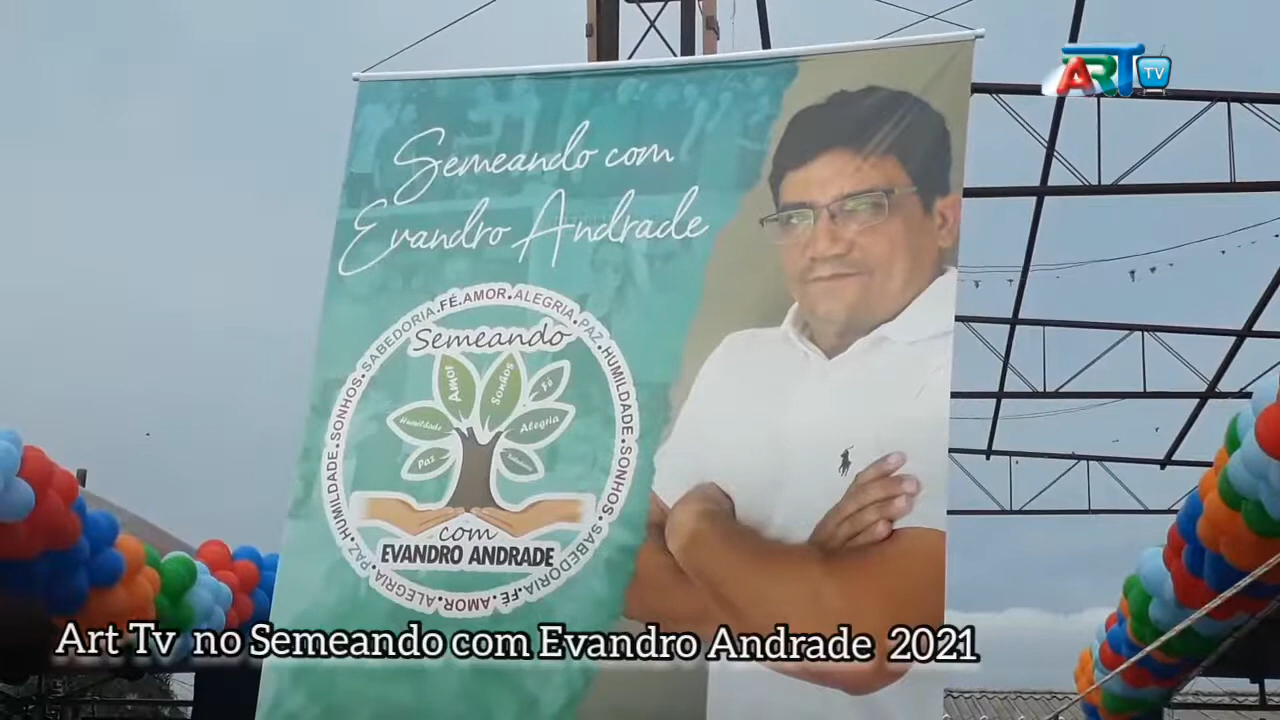 ART TV
Semeando com
Evandro Andrade
HUMILDADE.SONHOS.SABEDORIA.FÉ.AMOR.ALEGRIA.PAZ.HUMILDADE.SONHOS.SABEDORIA.FÉ.AMOR.ALEGRIA.PAZ.
Semeando
Amor
Sonhos
Fé
Humildade
Alegria
Paz
com
EVANDRO ANDRADE
Art Tv no Semeando com Evandro Andrade 2021